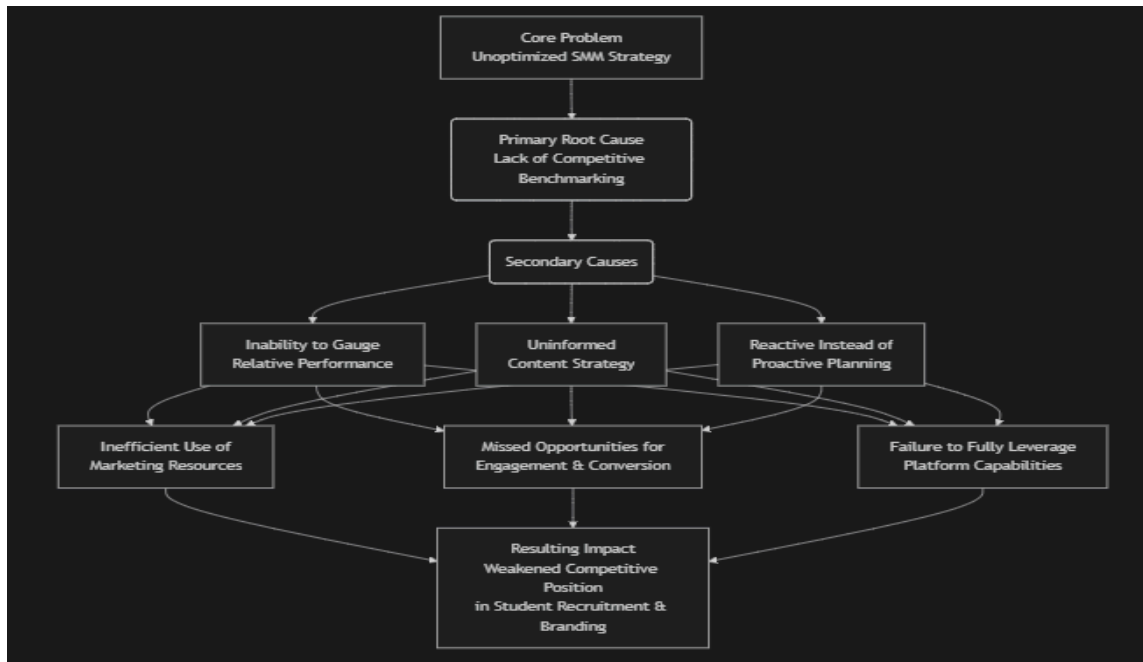 Core Problem
Unoptimized SMM Strategy
Primary Root Cause
Lack of Competitive
Benchmarking
Secondary Causes
Inability to Gauge
Relative Performance
Uninformed
Content Strategy
Reactive Instead of
Proactive Planning
Inefficient Use of
Marketing Resources
Missed Opportunities for
Engagement & Conversion
Failure to Fully Leverage
Platform Capabilities
Resulting Impact
Weakened Competitive
Position
in Student Recruitment &
Branding